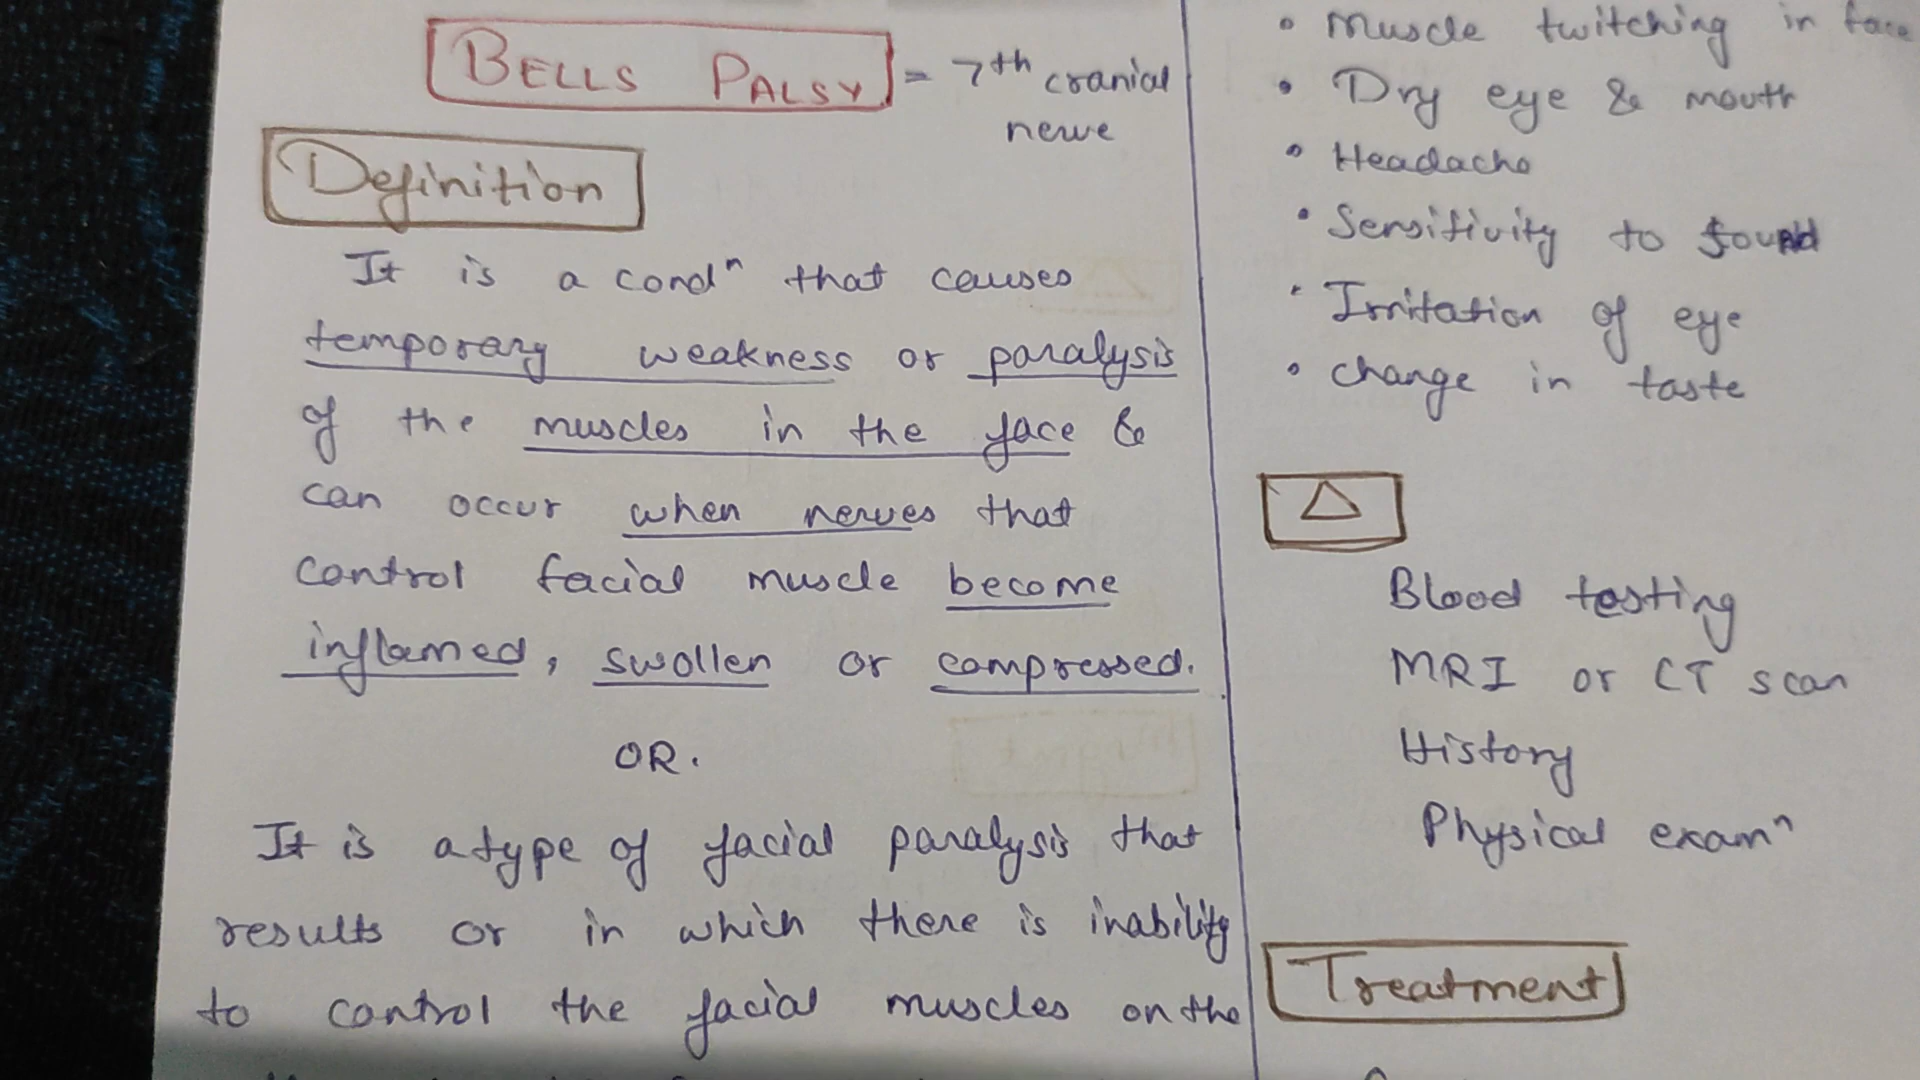 BELLS PALSY = 7th cranial
nerve
Definition
It is a condn that causes
temporary weakness or paralysis
of the muscles in the face &
can occur when nerves that
control facial muscle become
inflamed, swollen or compressed.
OR.
It is a type of facial paralysis that
results or in which there is inability
to control the facial muscles on the
• Muscle twitching in face
• Dry eye & mouth
• Headache
• Sensitivity to sound
• Irritation of eye
• change in taste
△
Blood testing
MRI or CT scan
History
Physical examn
Treatment